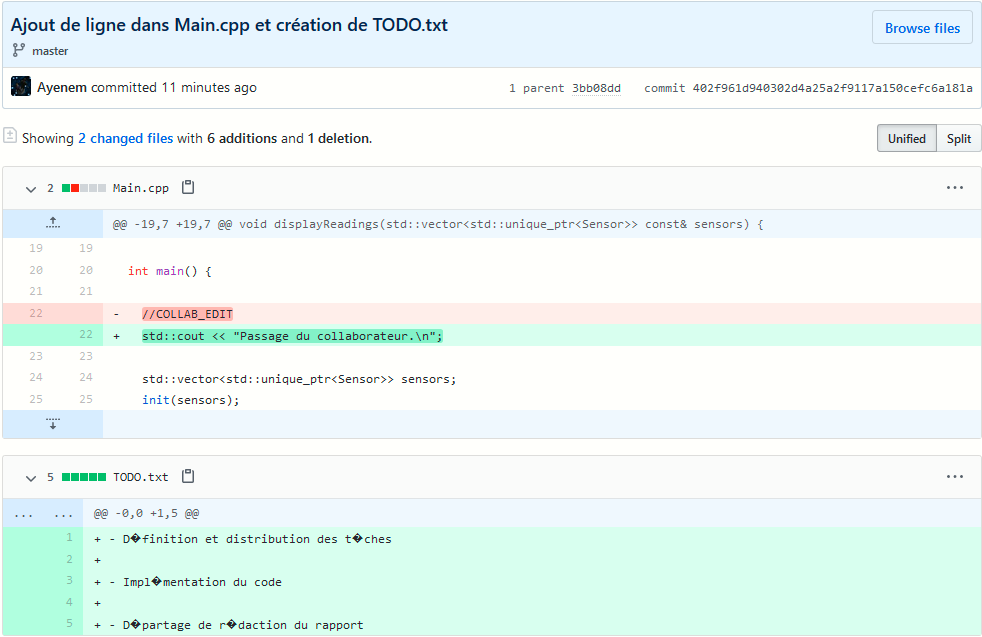 Ajout de ligne dans Main.cpp et création de TODO.txt
Browse files
master
Ayenem committed 11 minutes ago
1 parent 3bb08dd commit 402f961d940302d4a25a2f9117a150cefc6a181a
Showing 2 changed files with 6 additions and 1 deletion.
Unified Split
2 Main.cpp ...
@@ -19,7 +19,7 @@ void displayReadings(std::vector<std::unique_ptr<Sensor>> const& sensors) {
19 19
20 20 int main() {
21 21
22 - //COLLAB_EDIT
22 + std::cout << "Passage du collaborateur.\n";
23 23
24 24 std::vector<std::unique_ptr<Sensor>> sensors;
25 25 init(sensors);
5 TODO.txt ...
... ... @@ -0,0 +1,5 @@
1 + - D�finition et distribution des t�ches
2 +
3 + - Impl�mentation du code
4 +
5 + - D�partage de r�daction du rapport